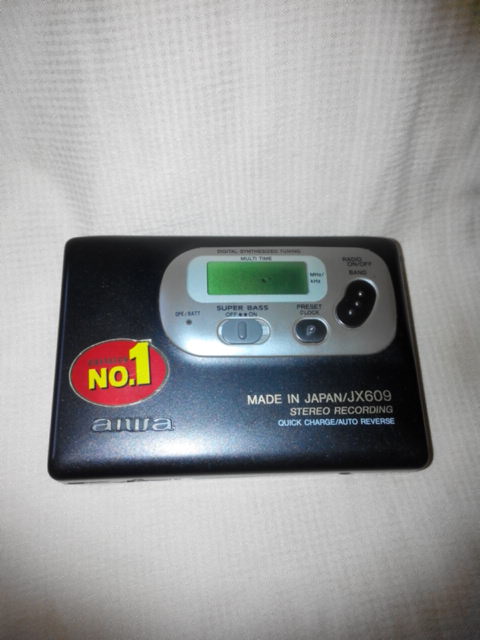 DIGITAL SYNTHESIZED TUNING
MULTI TIME
MHz/
kHz
RADIO
ON/OFF
BAND
OPE/BATT
SUPER BASS
OFF ON
PRESET
CLOCK
P
NO.1
aiwa
MADE IN JAPAN/JX609
STEREO RECORDING
QUICK CHARGE/AUTO REVERSE